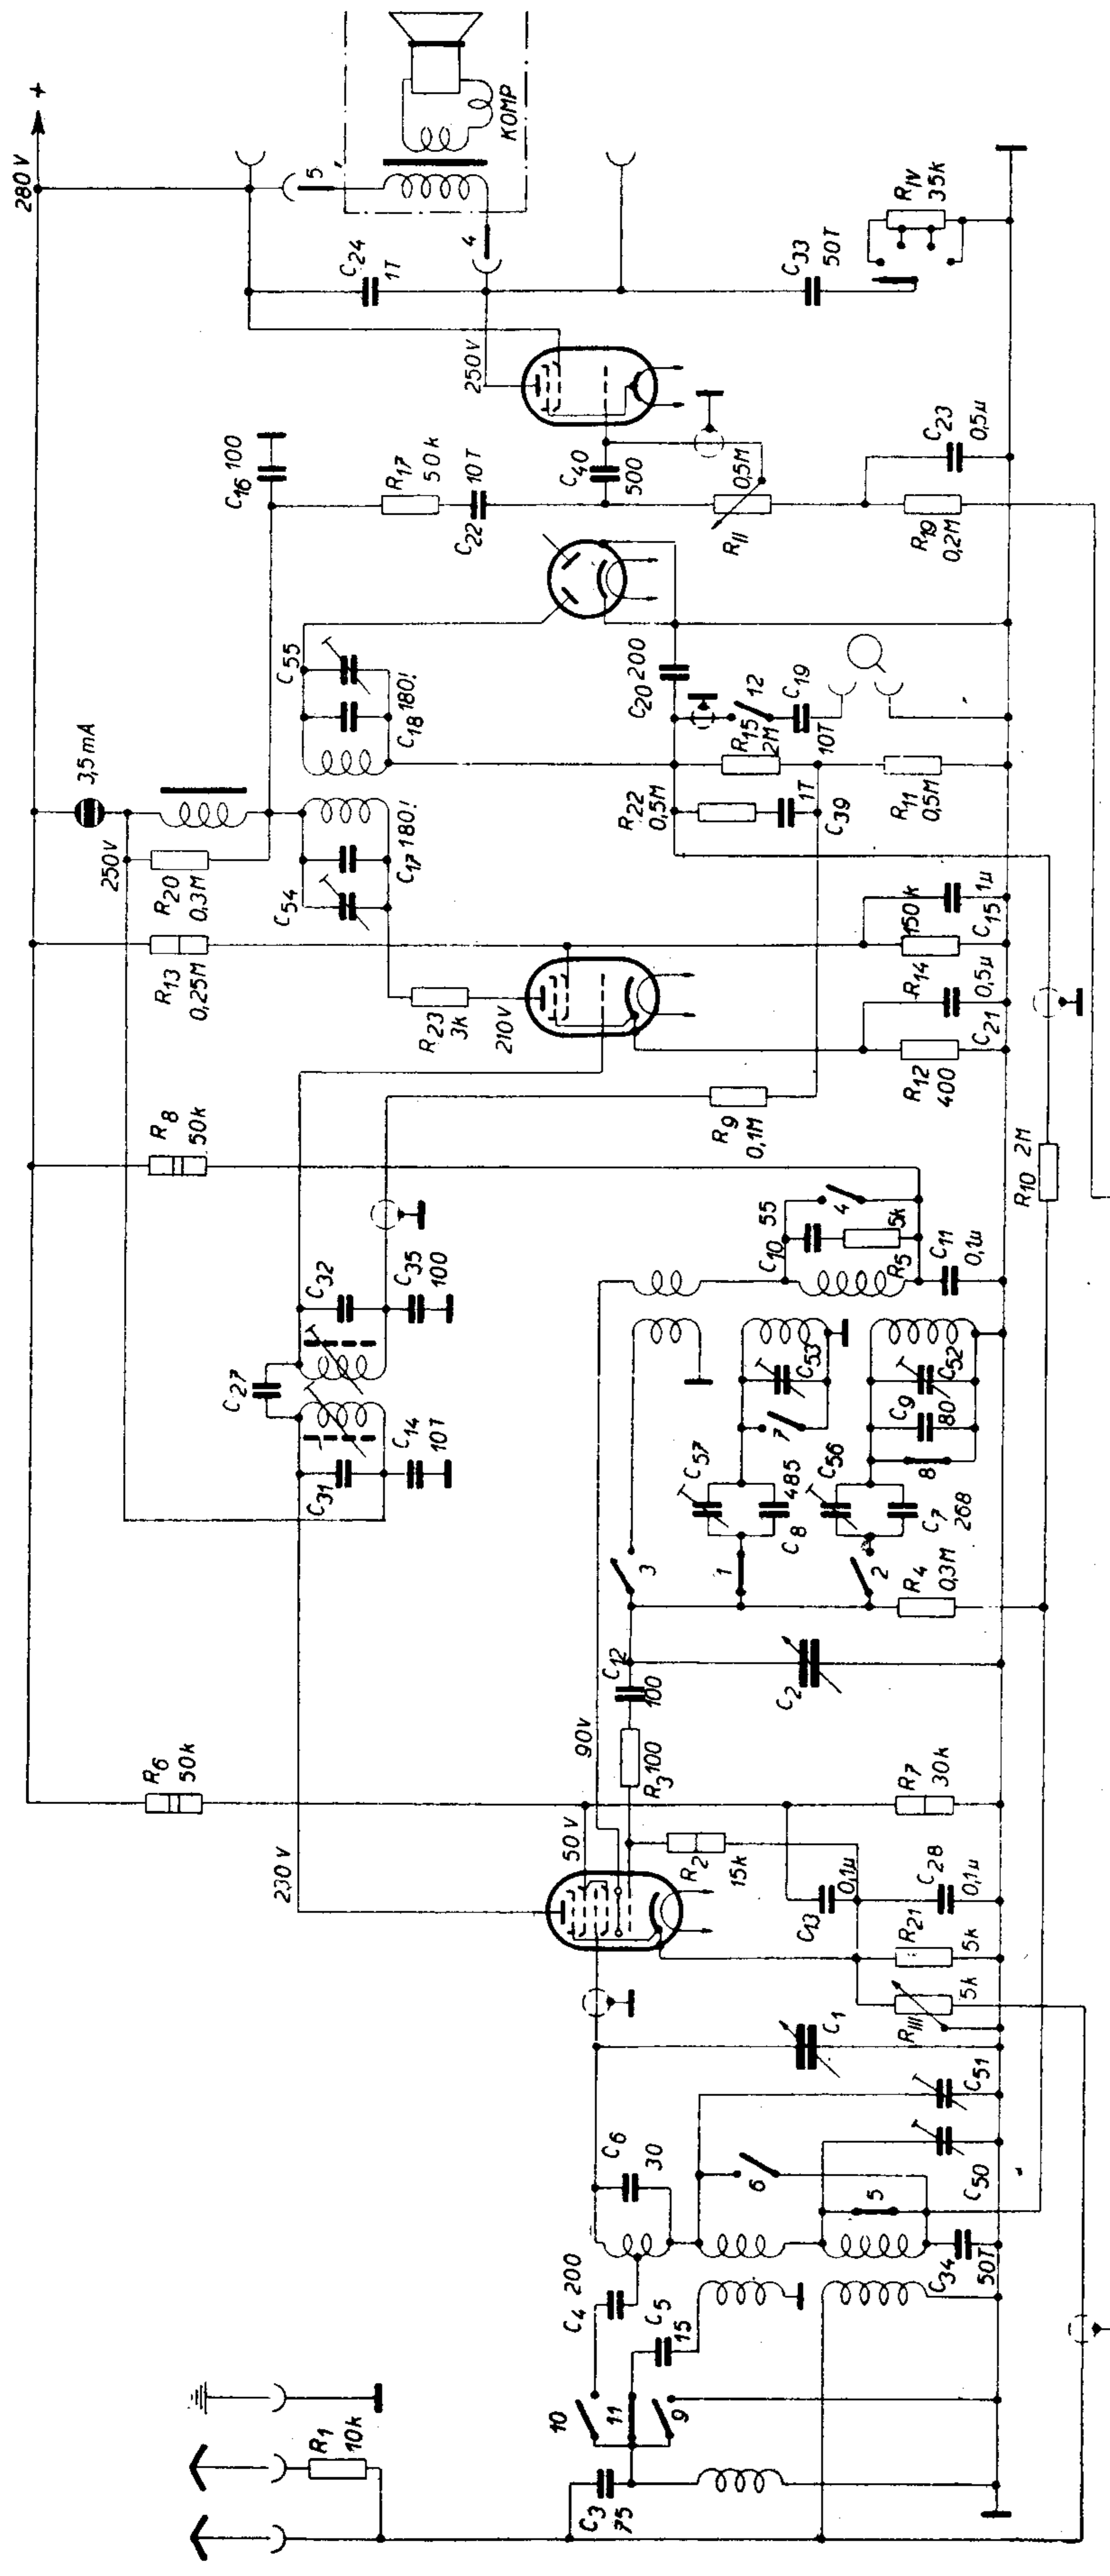 280 V
+
KOMP
5
4
C24
1T
C33
50T
RIV
35k
250V
C16 100
R17
50k
C22
10T
C40
500
RII
0,5M
C23
0,5µ
R19
0,2M
3,5mA
C55
C18 180!
C20 200
12
C19
10T
R15
2M
250V
R20
0,3M
C54
C17 180!
R22
0,5M
1T
C39
R11
0,5M
R13
0,25M
R23
3k
210V
R14
150k
C15
1µ
R12
400
C21
0,5µ
R8
50k
R9
0,1M
R10 2M
C32
C35
100
C10
55
4
R5
5k
C11
0,1µ
C27
C31
C14
10T
C57
7
C53
C8
485
C56
8
C9
80
C52
C7
268
3
1
2
R4
0,3M
C12
100
C2
R6
50k
90V
R3 100
R7
30k
230V
50V
R2
15k
C13
0,1µ
C28
0,1µ
R21
5k
RIII
5k
C1
C51
C6
30
6
5
C50
C4
200
C5
15
C34
50T
10
11
9
R1
10k
C3
75